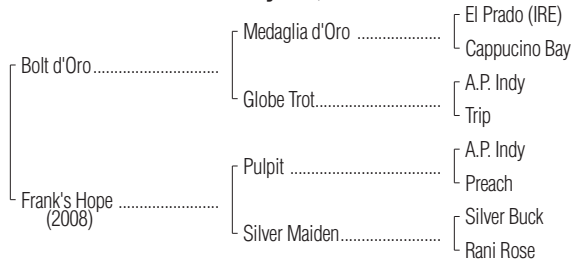 El Prado (IRE)
Medaglia d'Oro ..................
Cappucino Bay
Bolt d'Oro...........................
A.P. Indy
Globe Trot...........................
Trip
A.P. Indy
Pulpit ...............................
Preach
Frank's Hope .....................
(2008)
Silver Buck
Silver Maiden.....................
Rani Rose